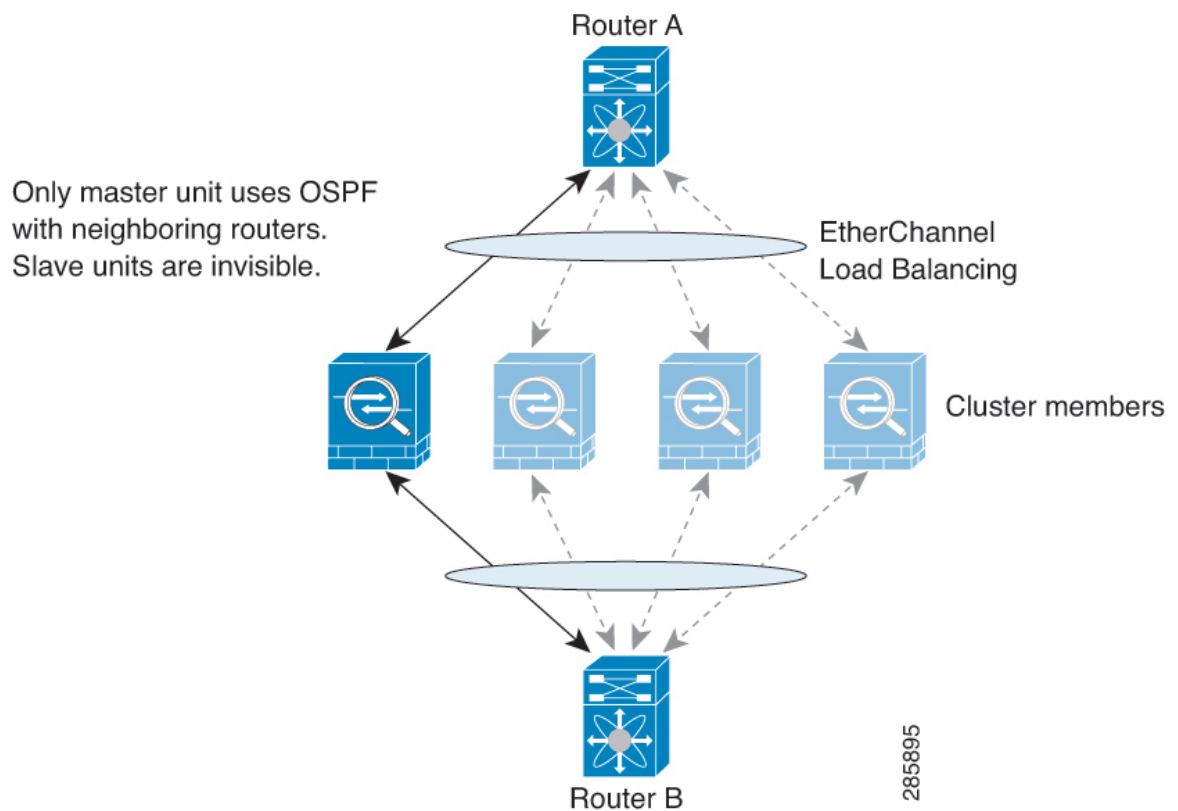 Router A
Only master unit uses OSPF
with neighboring routers.
Slave units are invisible.
EtherChannel
Load Balancing
Cluster members
Router B
285895